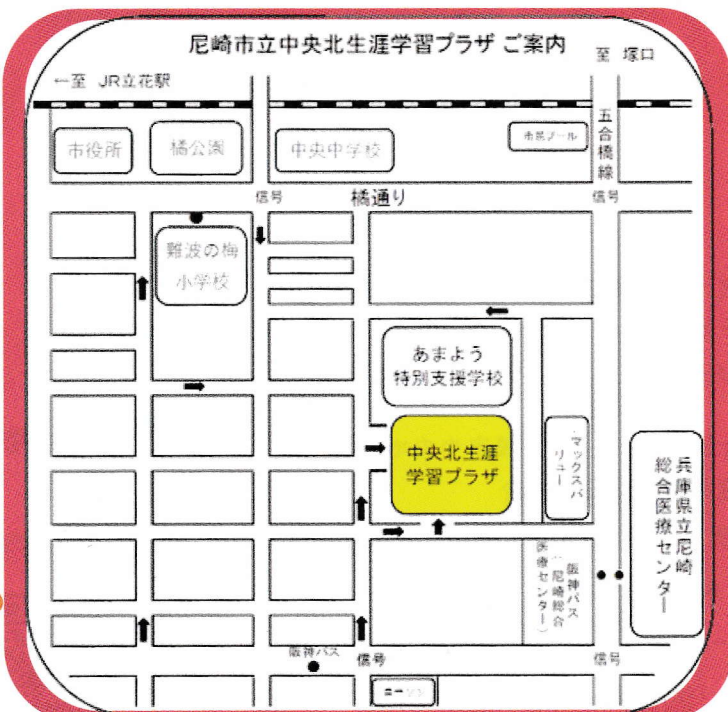 尼崎市立中央北生涯学習プラザ ご案内
至 塚口
←至 JR立花駅
五合橋線
市役所
橘公園
中央中学校
市民プール
信号
橘通り
信号
難波の梅
小学校
あまよう
特別支援学校
中央北生涯
学習プラザ
マックスバ
リュー
兵庫県立尼崎
総合医療センター
阪神バス
(尼崎総合
医療センター)
阪神バス
信号
信号